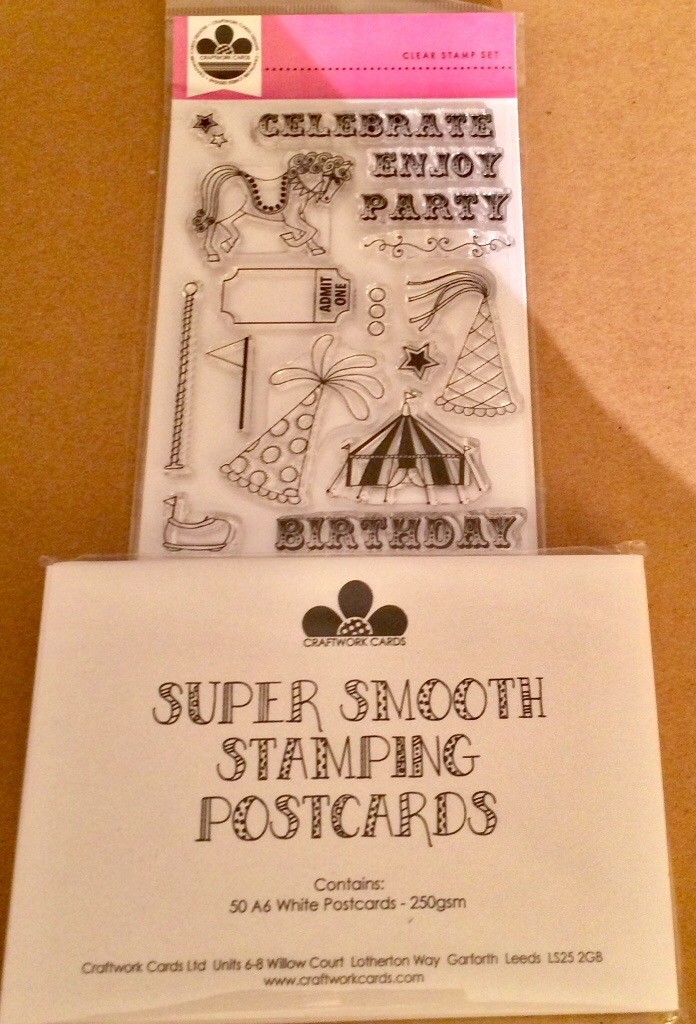 CRAFTWORK CARDS
CLEAR STAMP SET
CELEBRATE
ENJOY
PARTY
ADMIT
ONE
BIRTHDAY
CRAFTWORK CARDS
SUPER SMOOTH
STAMPING
POSTCARDS
Contains:
50 A6 White Postcards - 250gsm
Craftwork Cards Ltd Units 6-8 Willow Court Lotherton Way Garforth Leeds LS25 2GB
www.craftworkcards.com